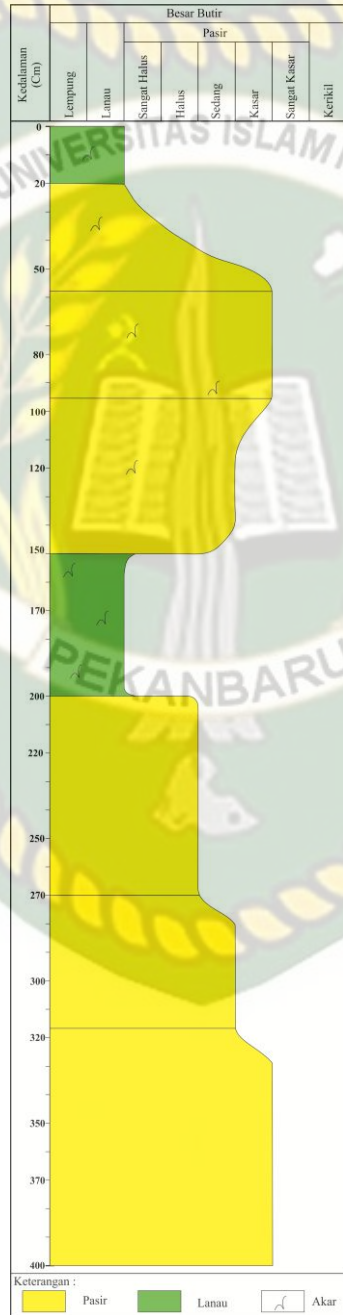 Besar Butir
Pasir
Kedalaman
(Cm)
Lempung
Lanau
Sangat Halus
Halus
Sedang
Kasar
Sangat Kasar
Kerikil
0
20
50
80
100
120
150
170
200
220
250
270
300
320
350
370
400
UNIVERSITAS ISLAM
PEKANBARU
Keterangan :
Pasir
Lanau
Akar